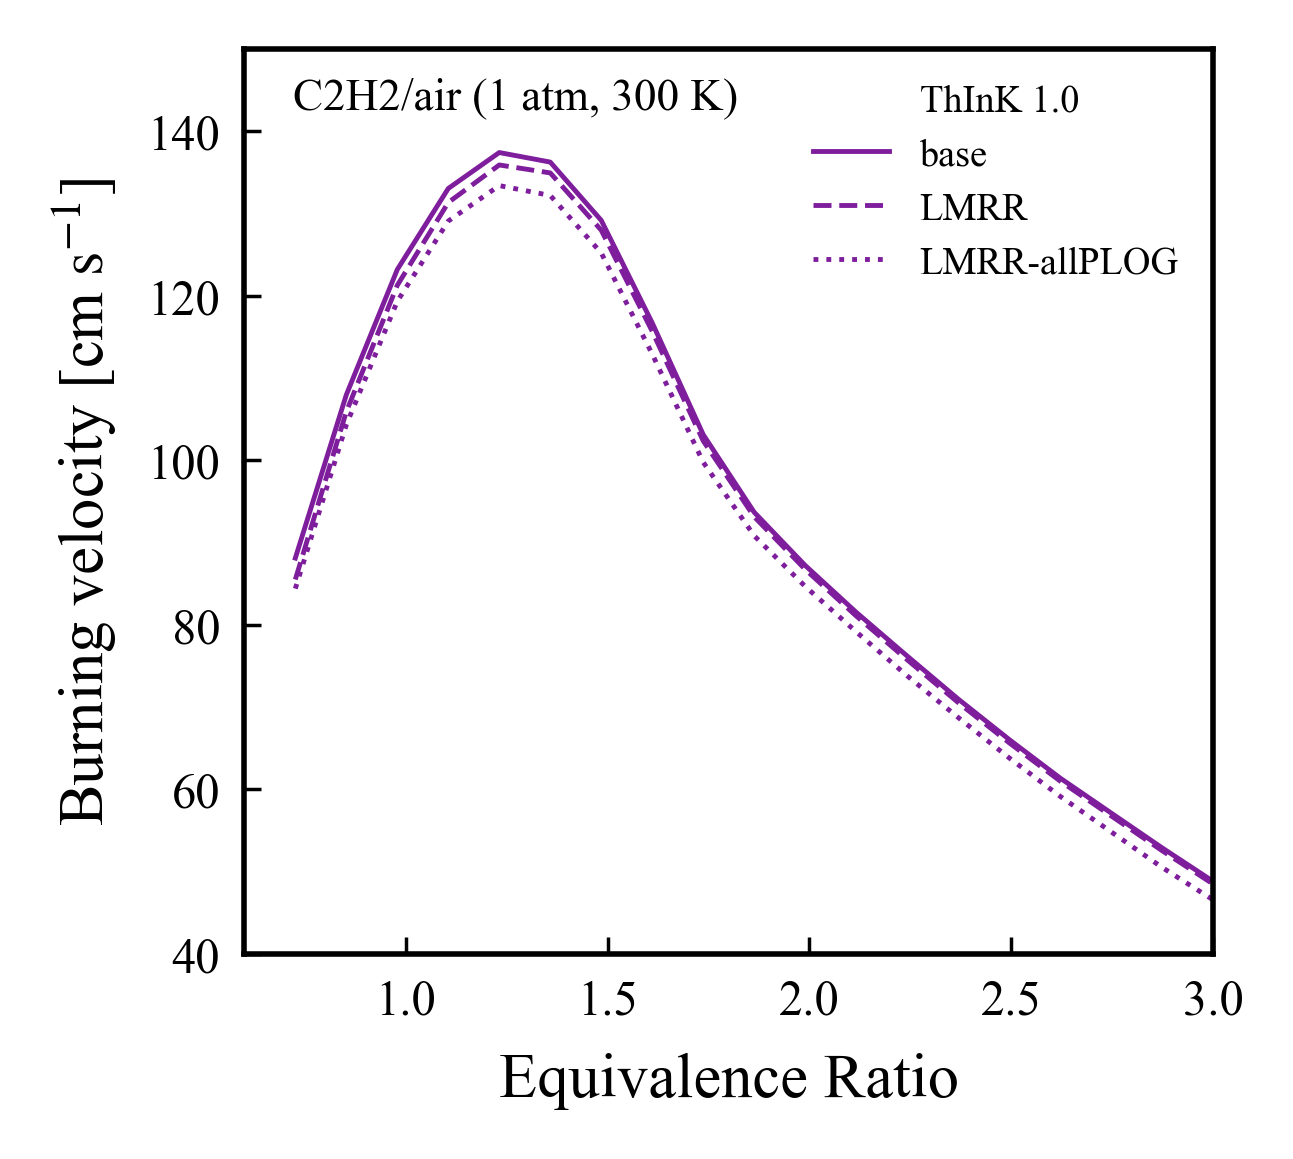 C2H2/air (1 atm, 300 K)
ThInK 1.0
base
LMRR
LMRR-allPLOG
140
120
100
80
60
40
Burning velocity [cm s⁻¹]
1.0
1.5
2.0
2.5
3.0
Equivalence Ratio